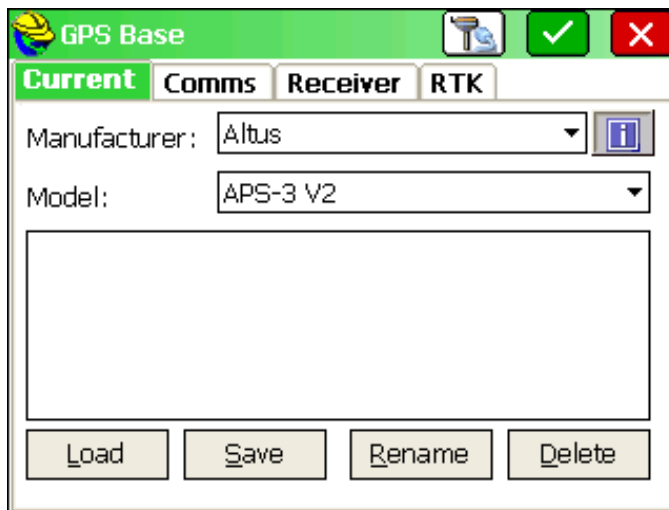 GPS Base
Current Comms Receiver RTK
Manufacturer: Altus
Model: APS-3 V2
Load Save Rename Delete